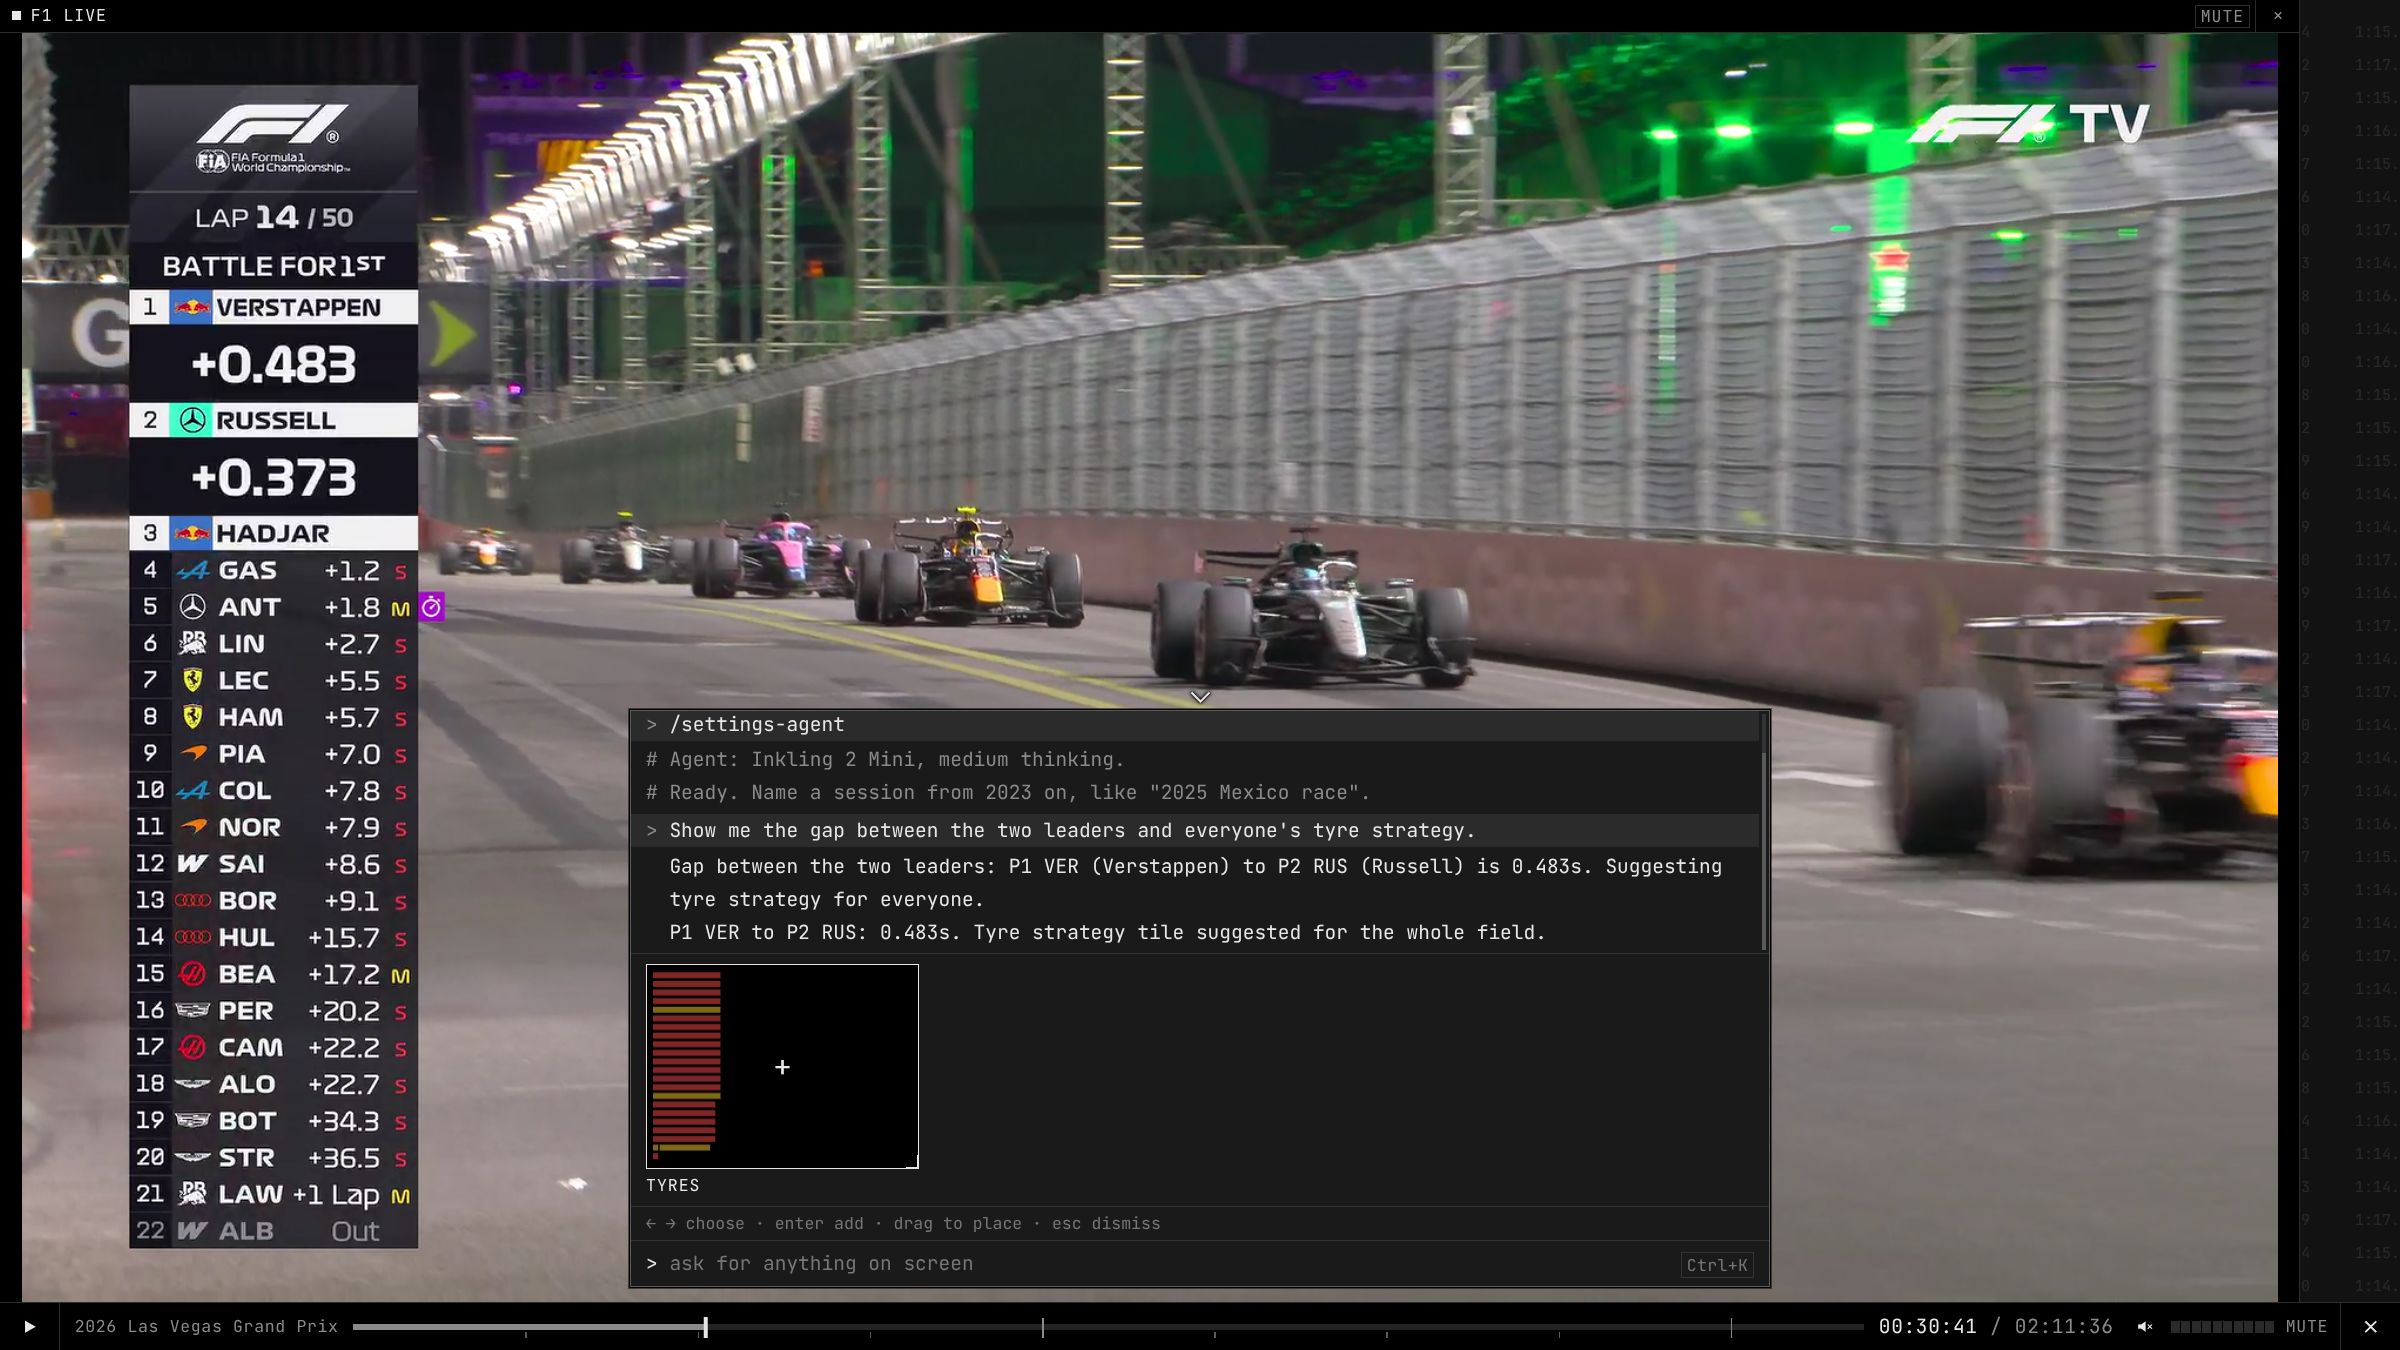 F1 LIVE
MUTE ×
F1 TV
FIA FIA Formula 1
World Championship™
LAP 14 / 50
BATTLE FOR 1ST
1 VERSTAPPEN
+0.483
2 RUSSELL
+0.373
3 HADJAR
4 GAS +1.2 S
5 ANT +1.8 M
6 LIN +2.7 S
7 LEC +5.5 S
8 HAM +5.7 S
9 PIA +7.0 S
10 COL +7.8 S
11 NOR +7.9 S
12 SAI +8.6 S
13 BOR +9.1 S
14 HUL +15.7 S
15 BEA +17.2 M
16 PER +20.2 S
17 CAM +22.2 S
18 ALO +22.7 S
19 BOT +34.3 S
20 STR +36.5 S
21 LAW +1 Lap M
22 ALB Out
> /settings-agent
# Agent: Inkling 2 Mini, medium thinking.
# Ready. Name a session from 2023 on, like "2025 Mexico race".
> Show me the gap between the two leaders and everyone's tyre strategy.
Gap between the two leaders: P1 VER (Verstappen) to P2 RUS (Russell) is 0.483s. Suggesting
tyre strategy for everyone.
P1 VER to P2 RUS: 0.483s. Tyre strategy tile suggested for the whole field.
+
TYRES
← → choose · enter add · drag to place · esc dismiss
> ask for anything on screen Ctrl+K
2026 Las Vegas Grand Prix 00:30:41 / 02:11:36 MUTE ×